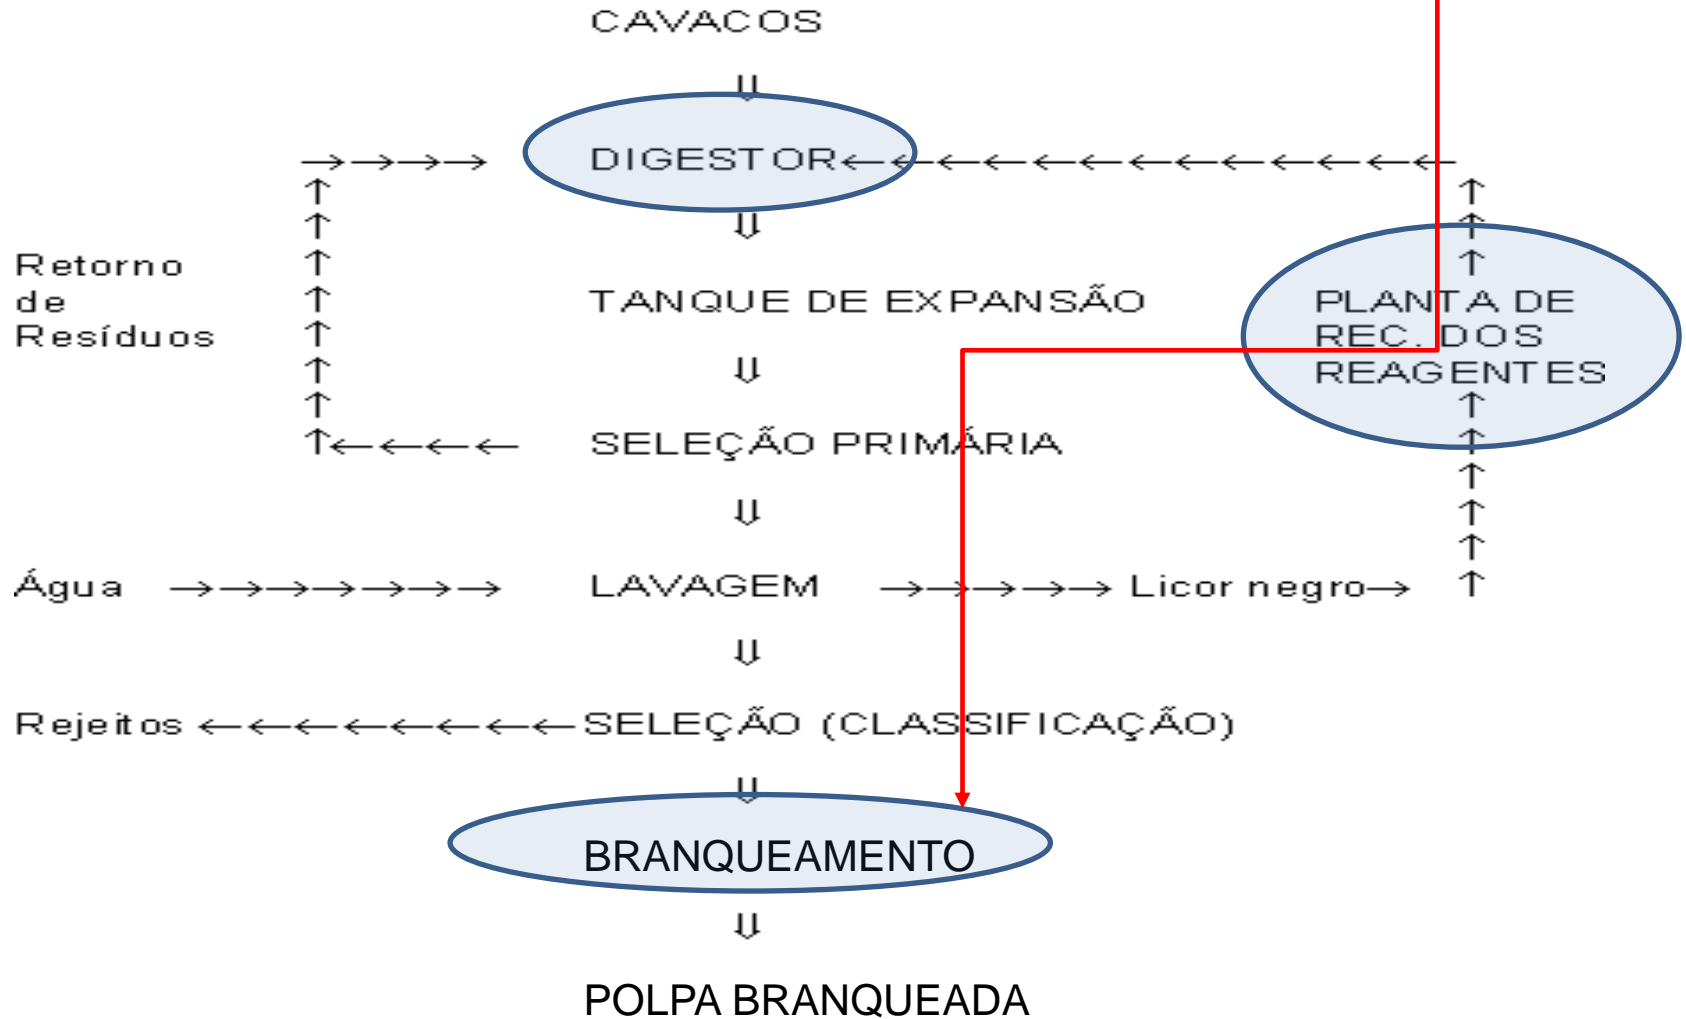 CAVACOS
DIGESTOR
Retorno
de
Resíduos
TANQUE DE EXPANSÃO
PLANTA DE
REC. DOS
REAGENTES
SELEÇÃO PRIMÁRIA
Água
LAVAGEM
Licor negro
Rejeitos
SELEÇÃO (CLASSIFICAÇÃO)
BRANQUEAMENTO
POLPA BRANQUEADA